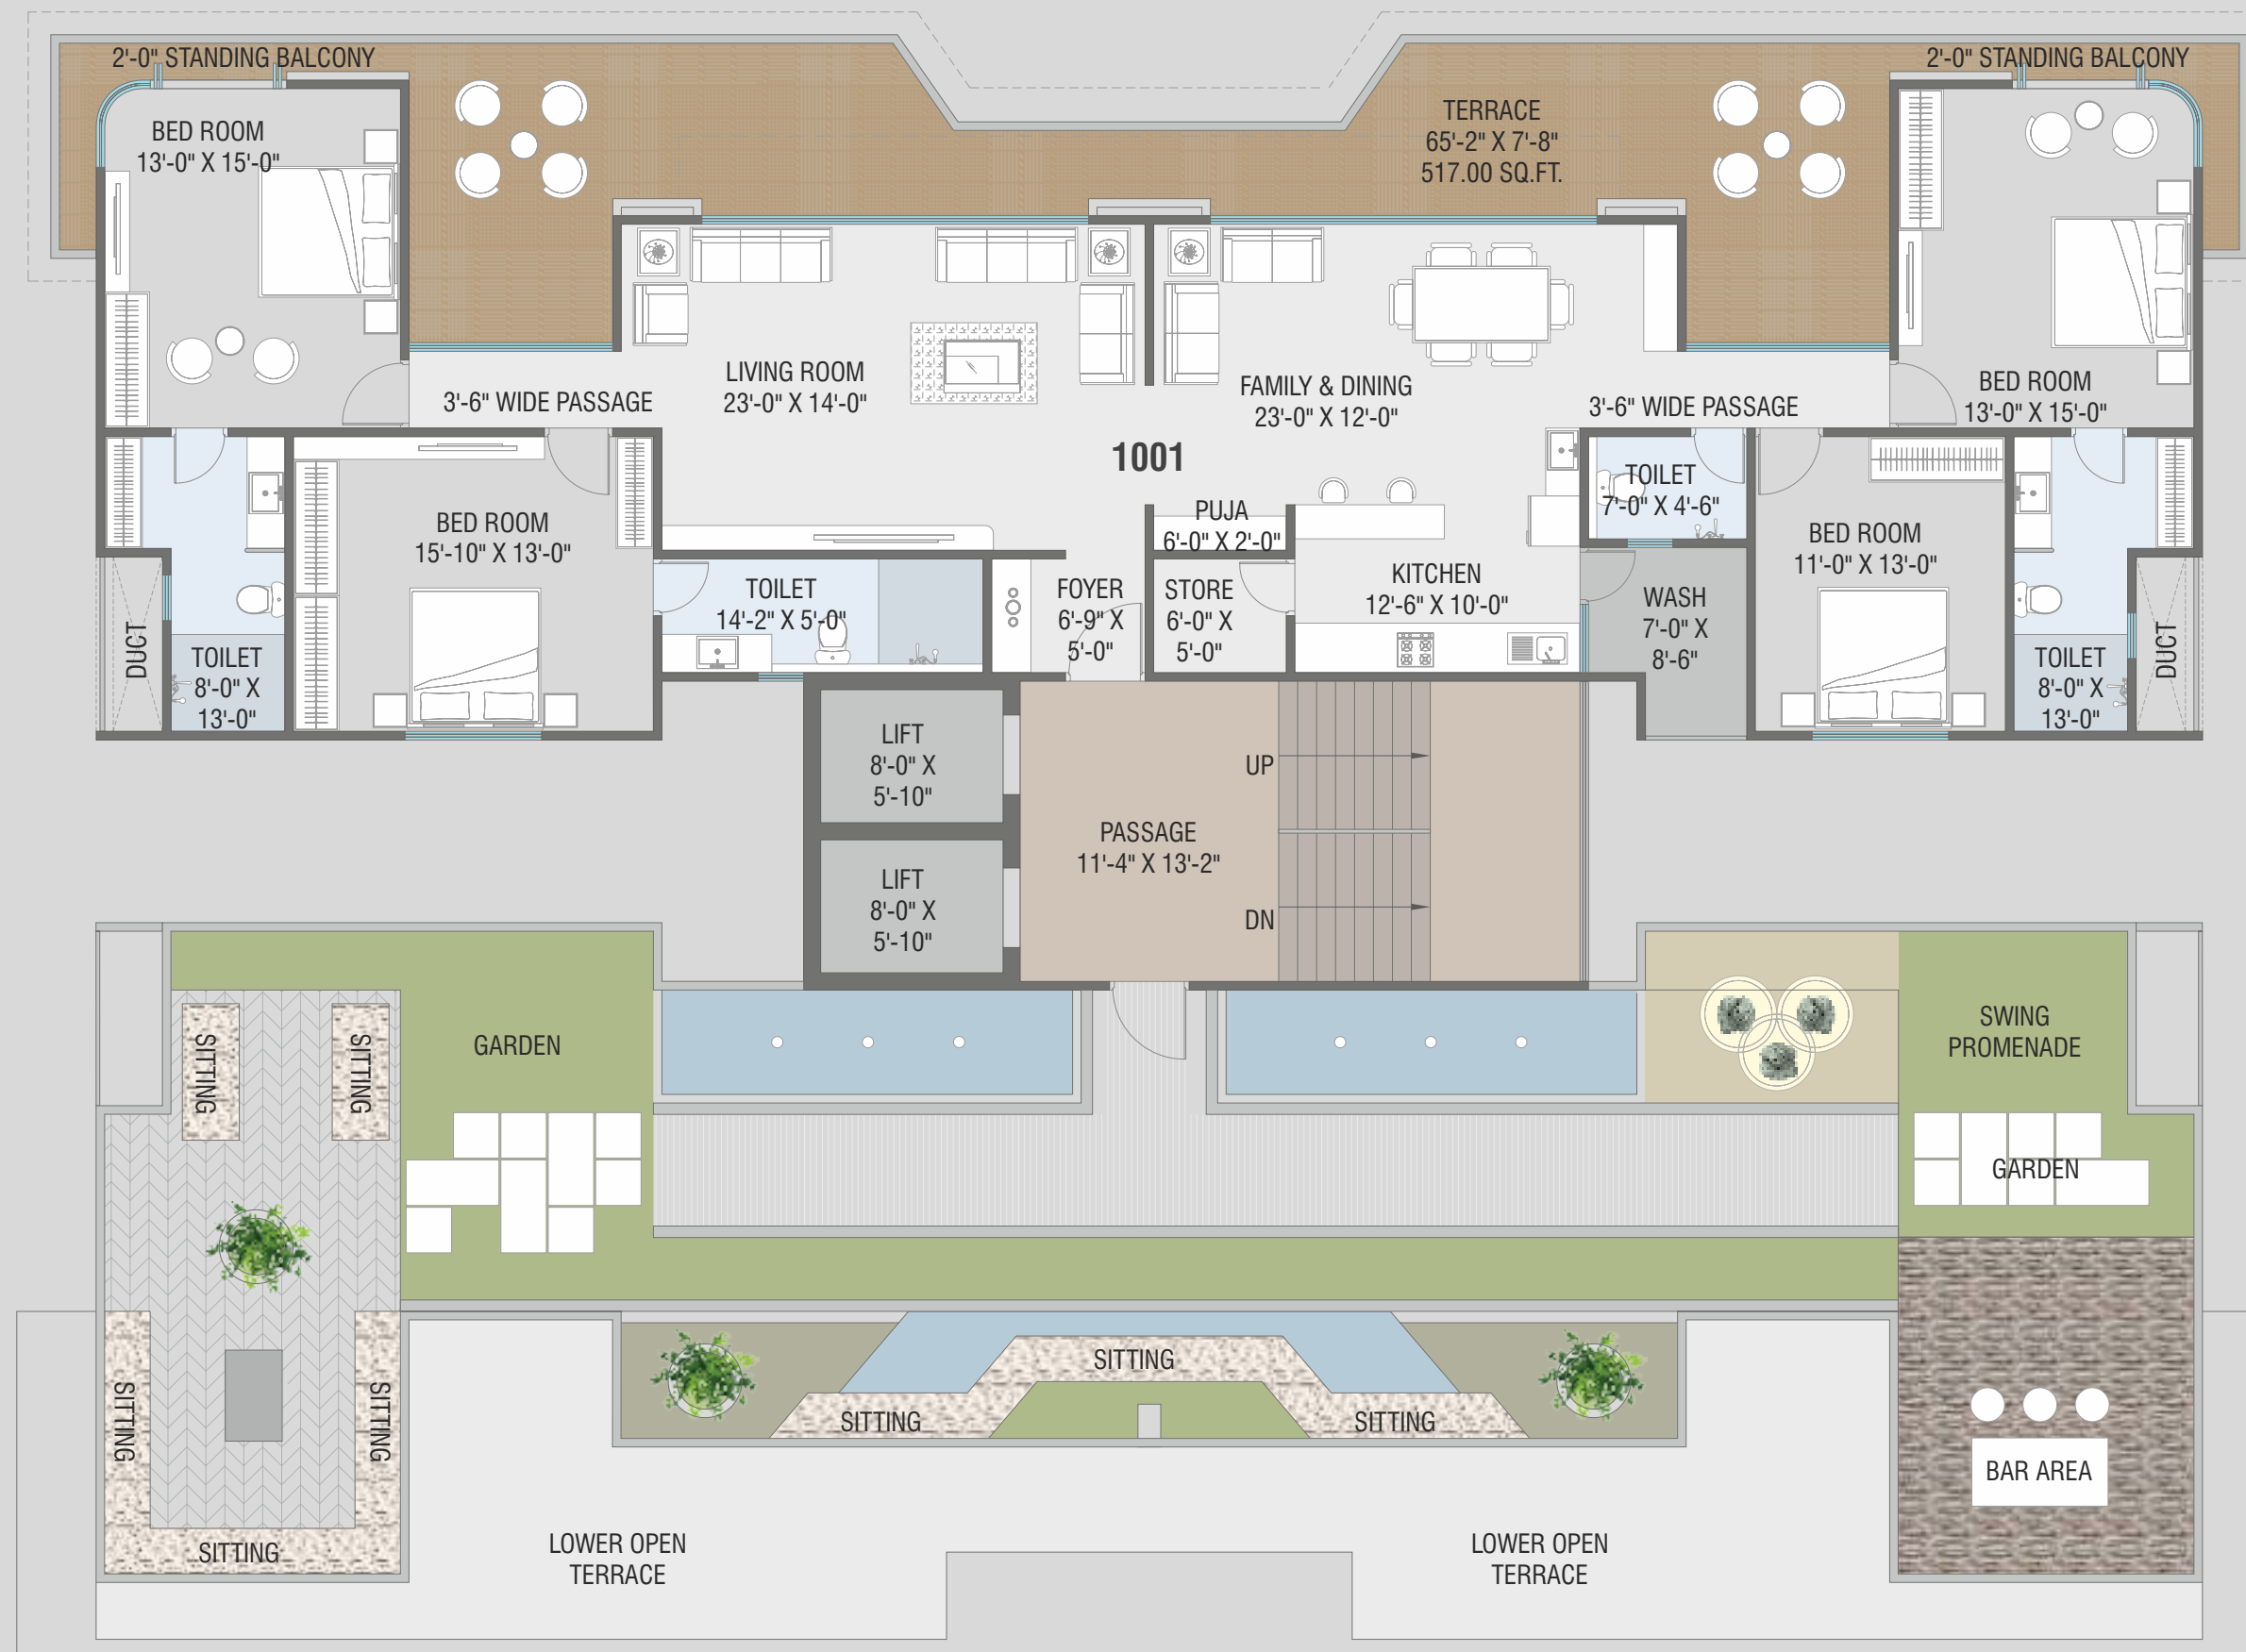 2'-0" STANDING BALCONY
2'-0" STANDING BALCONY
BED ROOM
13'-0" X 15'-0"
TERRACE
65'-2" X 7'-8"
517.00 SQ.FT.
LIVING ROOM
23'-0" X 14'-0"
FAMILY & DINING
23'-0" X 12'-0"
BED ROOM
13'-0" X 15'-0"
3'-6" WIDE PASSAGE
3'-6" WIDE PASSAGE
1001
TOILET
7'-0" X 4'-6"
PUJA
6'-0" X 2'-0"
BED ROOM
15'-10" X 13'-0"
BED ROOM
11'-0" X 13'-0"
TOILET
14'-2" X 5'-0"
FOYER
6'-9" X
5'-0"
STORE
6'-0" X
5'-0"
KITCHEN
12'-6" X 10'-0"
WASH
7'-0" X
8'-6"
DUCT
TOILET
8'-0" X
13'-0"
TOILET
8'-0" X
13'-0"
DUCT
LIFT
8'-0" X
5'-10"
UP
PASSAGE
11'-4" X 13'-2"
LIFT
8'-0" X
5'-10"
DN
SITTING
SITTING
GARDEN
SWING
PROMENADE
GARDEN
SITTING
SITTING
SITTING
SITTING
SITTING
SITTING
BAR AREA
LOWER OPEN
TERRACE
LOWER OPEN
TERRACE